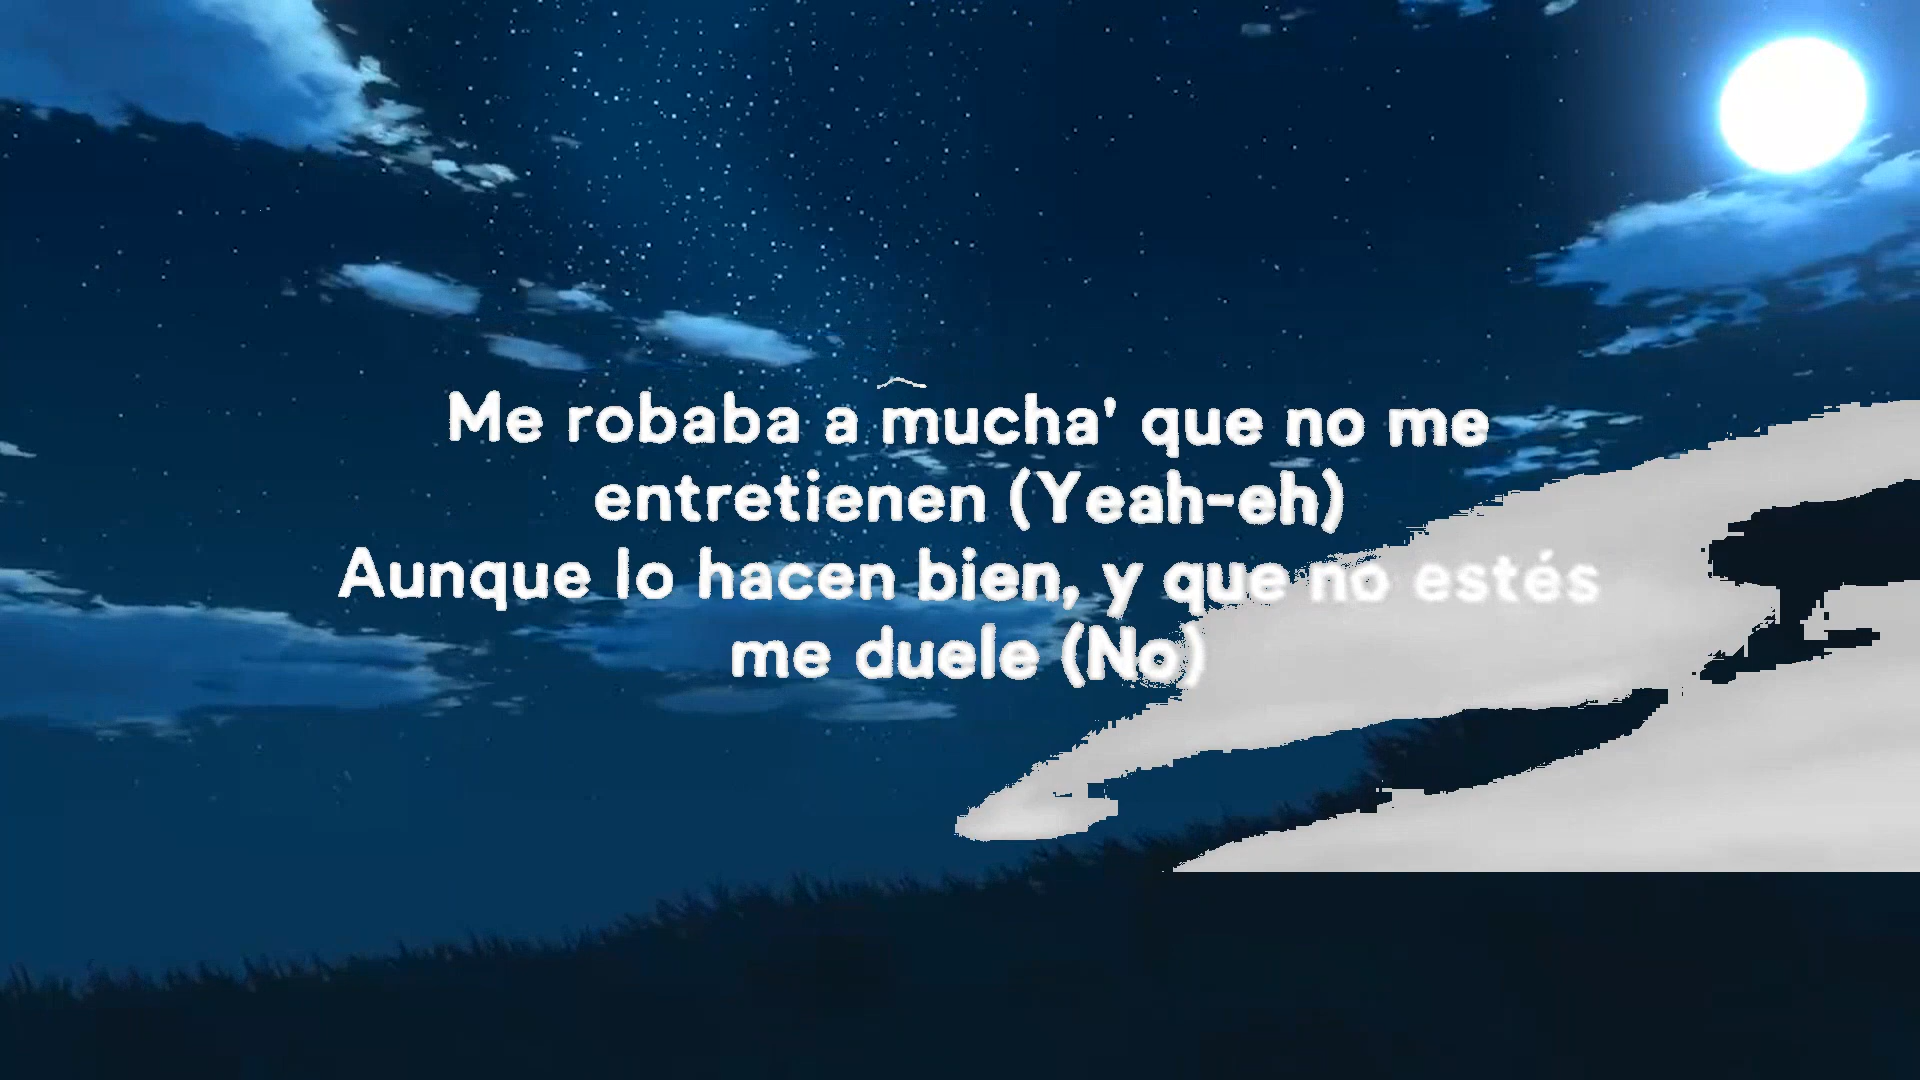 Me robaba a mucha' que no me
entretienen (Yeah-eh)
Aunque lo hacen bien, y que no estés
me duele (No)